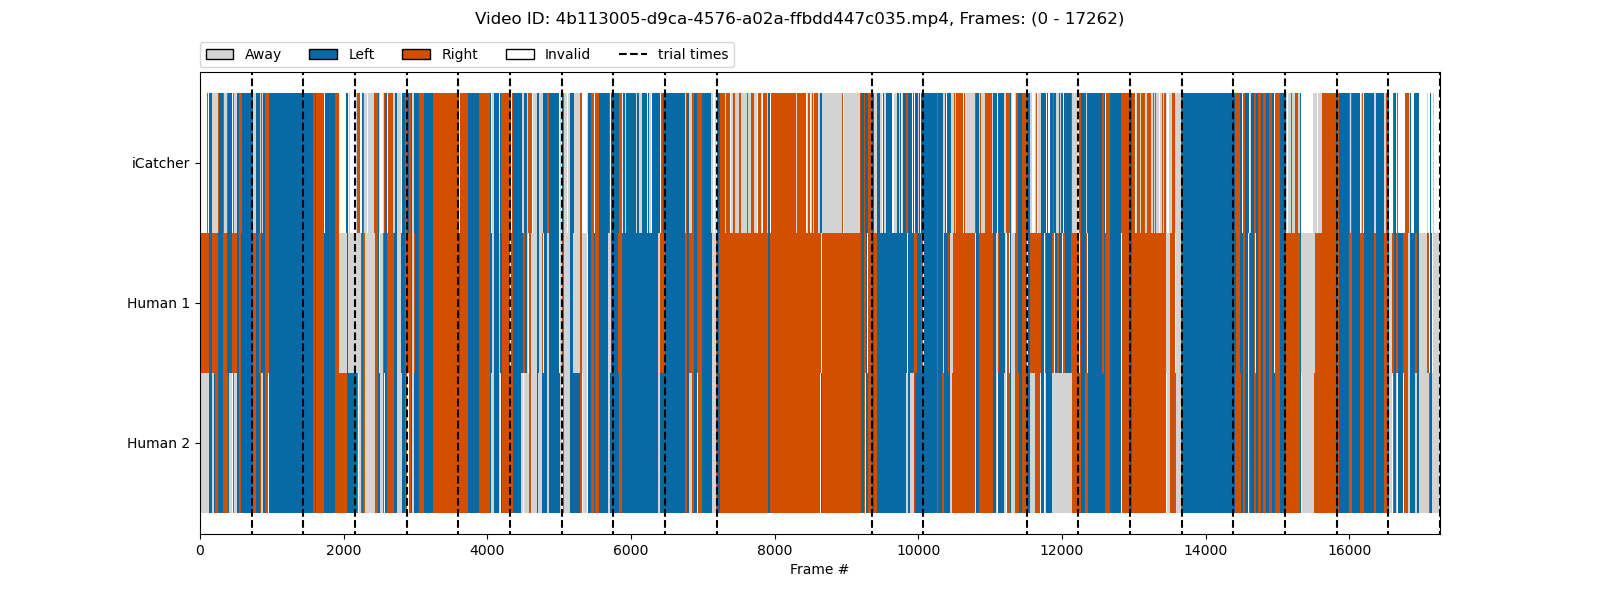 Video ID: 4b113005-d9ca-4576-a02a-ffbdd447c035.mp4, Frames: (0 - 17262)
Away Left Right Invalid trial times
iCatcher
Human 1
Human 2
0 2000 4000 6000 8000 10000 12000 14000 16000
Frame #